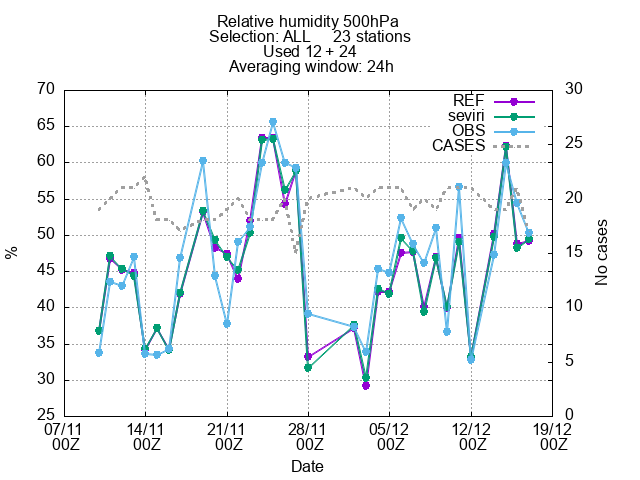 Relative humidity 500hPa
Selection: ALL 23 stations
Used 12 + 24
Averaging window: 24h
REF
seviri
OBS
CASES
70
65
60
55
50
45
40
35
30
25
%
30
25
20
15
10
5
0
No cases
07/11 14/11 21/11 28/11 05/12 12/12 19/12
00Z 00Z 00Z 00Z 00Z 00Z 00Z
Date